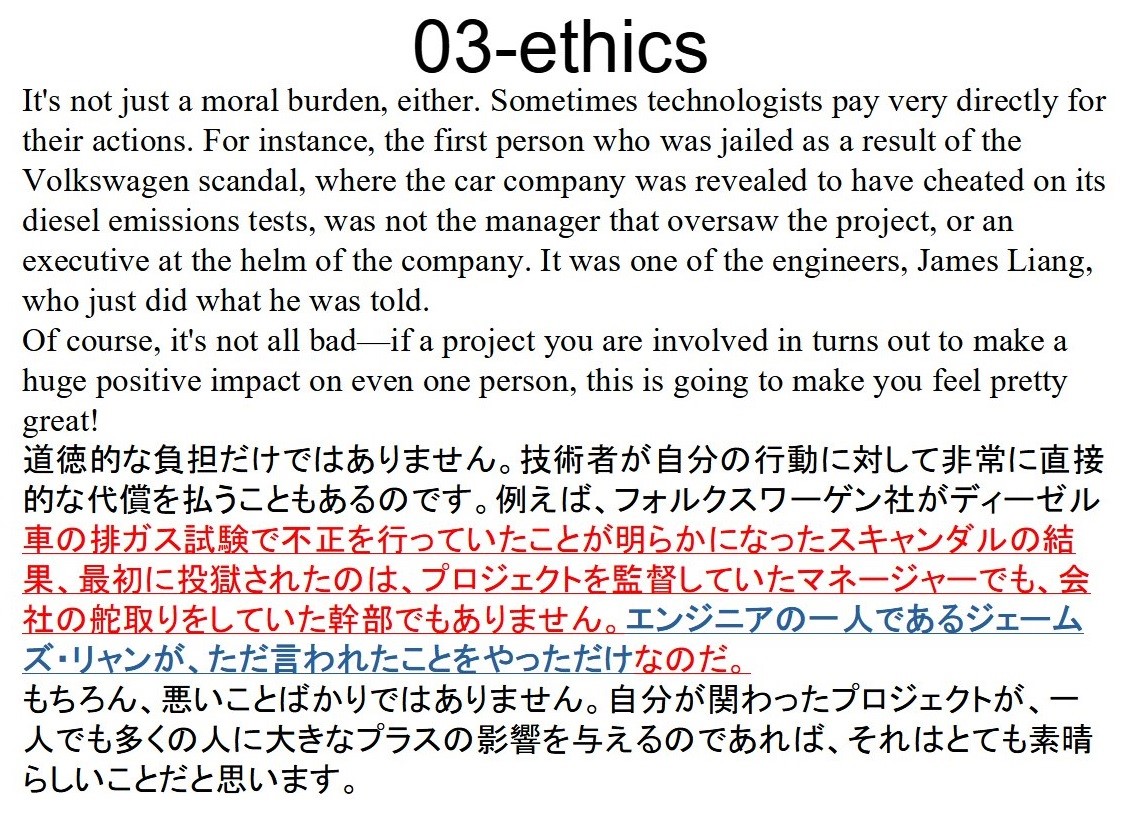 03-ethics
It's not just a moral burden, either. Sometimes technologists pay very directly for
their actions. For instance, the first person who was jailed as a result of the
Volkswagen scandal, where the car company was revealed to have cheated on its
diesel emissions tests, was not the manager that oversaw the project, or an
executive at the helm of the company. It was one of the engineers, James Liang,
who just did what he was told.
Of course, it's not all bad—if a project you are involved in turns out to make a
huge positive impact on even one person, this is going to make you feel pretty
great!
道徳的な負担だけではありません。技術者が自分の行動に対して非常に直接
的な代償を払うこともあるのです。例えば、フォルクスワーゲン社がディーゼル
車の排ガス試験で不正を行っていたことが明らかになったスキャンダルの結
果、最初に投獄されたのは、プロジェクトを監督していたマネージャーでも、会
社の舵取りをしていた幹部でもありません。エンジニアの一人であるジェーム
ズ・リャンが、ただ言われたことをやっただけなのだ。
もちろん、悪いことばかりではありません。自分が関わったプロジェクトが、一
人でも多くの人に大きなプラスの影響を与えるのであれば、それはとても素晴
らしいことだと思います。